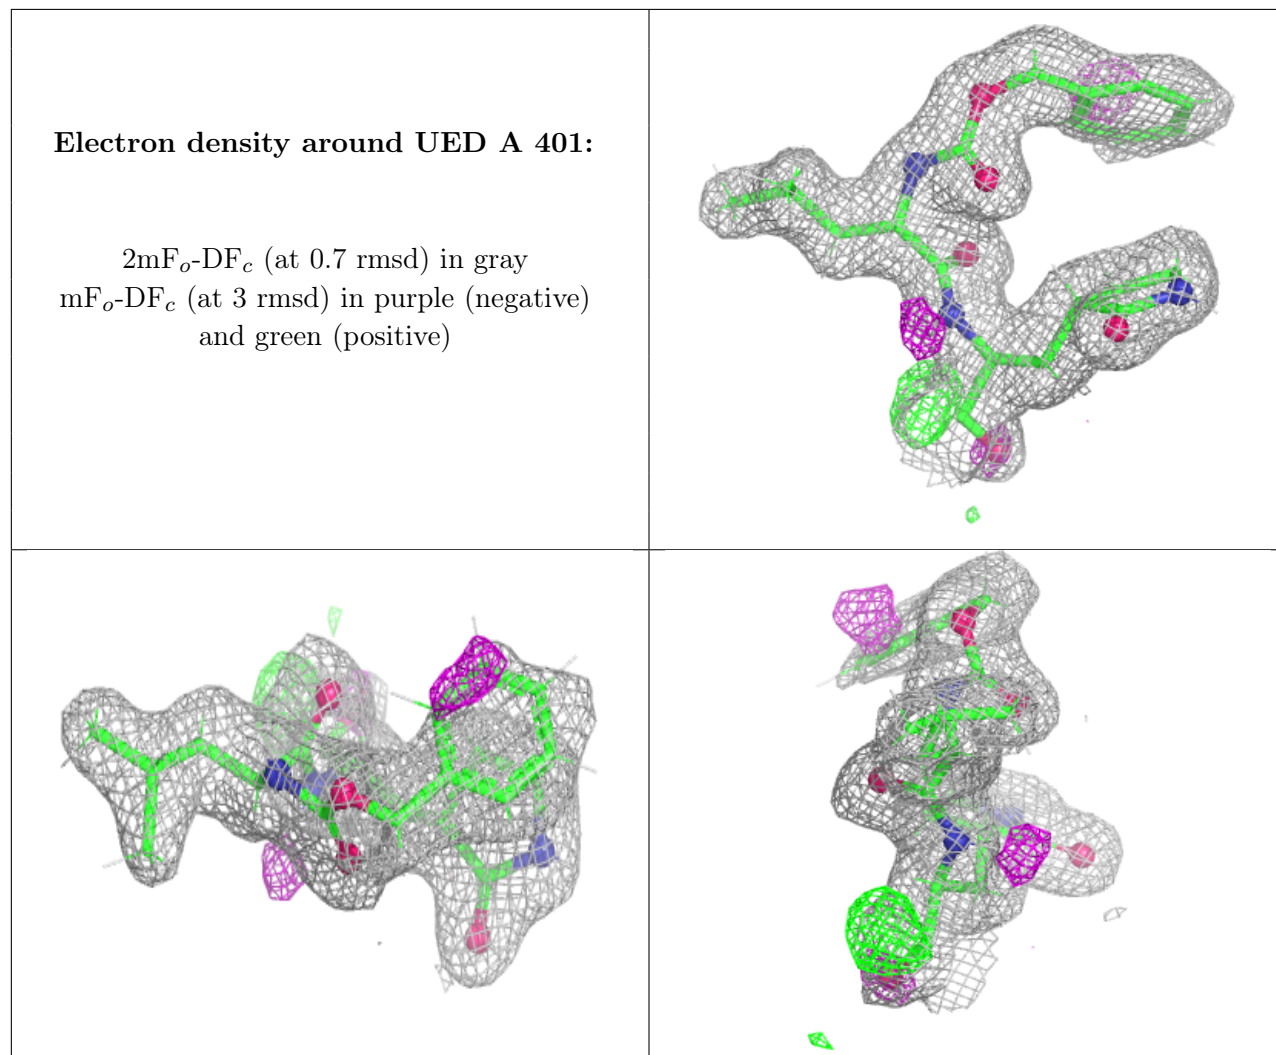 Electron density around UED A 401:
2mFₒ-DF𝒸 (at 0.7 rmsd) in gray
mFₒ-DF𝒸 (at 3 rmsd) in purple (negative)
and green (positive)